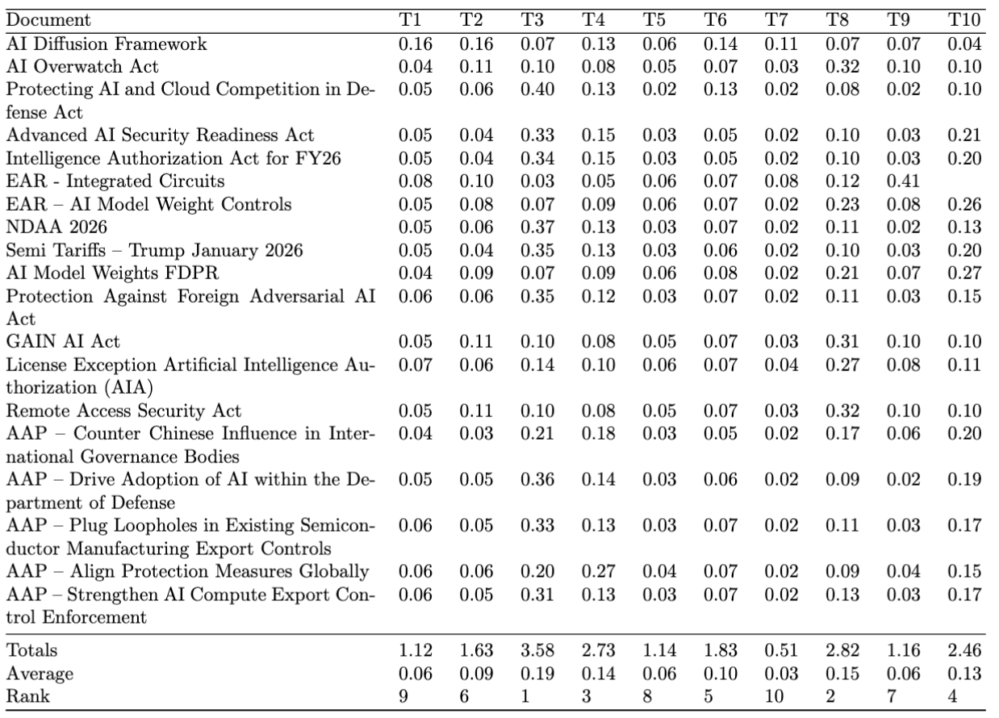 Document T1 T2 T3 T4 T5 T6 T7 T8 T9 T10
AI Diffusion Framework 0.16 0.16 0.07 0.13 0.06 0.14 0.11 0.07 0.07 0.04
AI Overwatch Act 0.04 0.11 0.10 0.08 0.05 0.07 0.03 0.32 0.10 0.10
Protecting AI and Cloud Competition in De- 0.05 0.06 0.40 0.13 0.02 0.13 0.02 0.08 0.02 0.10
fense Act
Advanced AI Security Readiness Act 0.05 0.04 0.33 0.15 0.03 0.05 0.02 0.10 0.03 0.21
Intelligence Authorization Act for FY26 0.05 0.04 0.34 0.15 0.03 0.05 0.02 0.10 0.03 0.20
EAR - Integrated Circuits 0.08 0.10 0.03 0.05 0.06 0.07 0.08 0.12 0.41
EAR – AI Model Weight Controls 0.05 0.08 0.07 0.09 0.06 0.07 0.02 0.23 0.08 0.26
NDAA 2026 0.05 0.06 0.37 0.13 0.03 0.07 0.02 0.11 0.02 0.13
Semi Tariffs – Trump January 2026 0.05 0.04 0.35 0.13 0.03 0.06 0.02 0.10 0.03 0.20
AI Model Weights FDPR 0.04 0.09 0.07 0.09 0.06 0.08 0.02 0.21 0.07 0.27
Protection Against Foreign Adversarial AI 0.06 0.06 0.35 0.12 0.03 0.07 0.02 0.11 0.03 0.15
Act
GAIN AI Act 0.05 0.11 0.10 0.08 0.05 0.07 0.03 0.31 0.10 0.10
License Exception Artificial Intelligence Au- 0.07 0.06 0.14 0.10 0.06 0.07 0.04 0.27 0.08 0.11
thorization (AIA)
Remote Access Security Act 0.05 0.11 0.10 0.08 0.05 0.07 0.03 0.32 0.10 0.10
AAP – Counter Chinese Influence in Inter- 0.04 0.03 0.21 0.18 0.03 0.05 0.02 0.17 0.06 0.20
national Governance Bodies
AAP – Drive Adoption of AI within the De- 0.05 0.05 0.36 0.14 0.03 0.06 0.02 0.09 0.02 0.19
partment of Defense
AAP – Plug Loopholes in Existing Semicon- 0.06 0.05 0.33 0.13 0.03 0.07 0.02 0.11 0.03 0.17
ductor Manufacturing Export Controls
AAP – Align Protection Measures Globally 0.06 0.06 0.20 0.27 0.04 0.07 0.02 0.09 0.04 0.15
AAP – Strengthen AI Compute Export Con- 0.06 0.05 0.31 0.13 0.03 0.07 0.02 0.13 0.03 0.17
trol Enforcement
Totals 1.12 1.63 3.58 2.73 1.14 1.83 0.51 2.82 1.16 2.46
Average 0.06 0.09 0.19 0.14 0.06 0.10 0.03 0.15 0.06 0.13
Rank 9 6 1 3 8 5 10 2 7 4